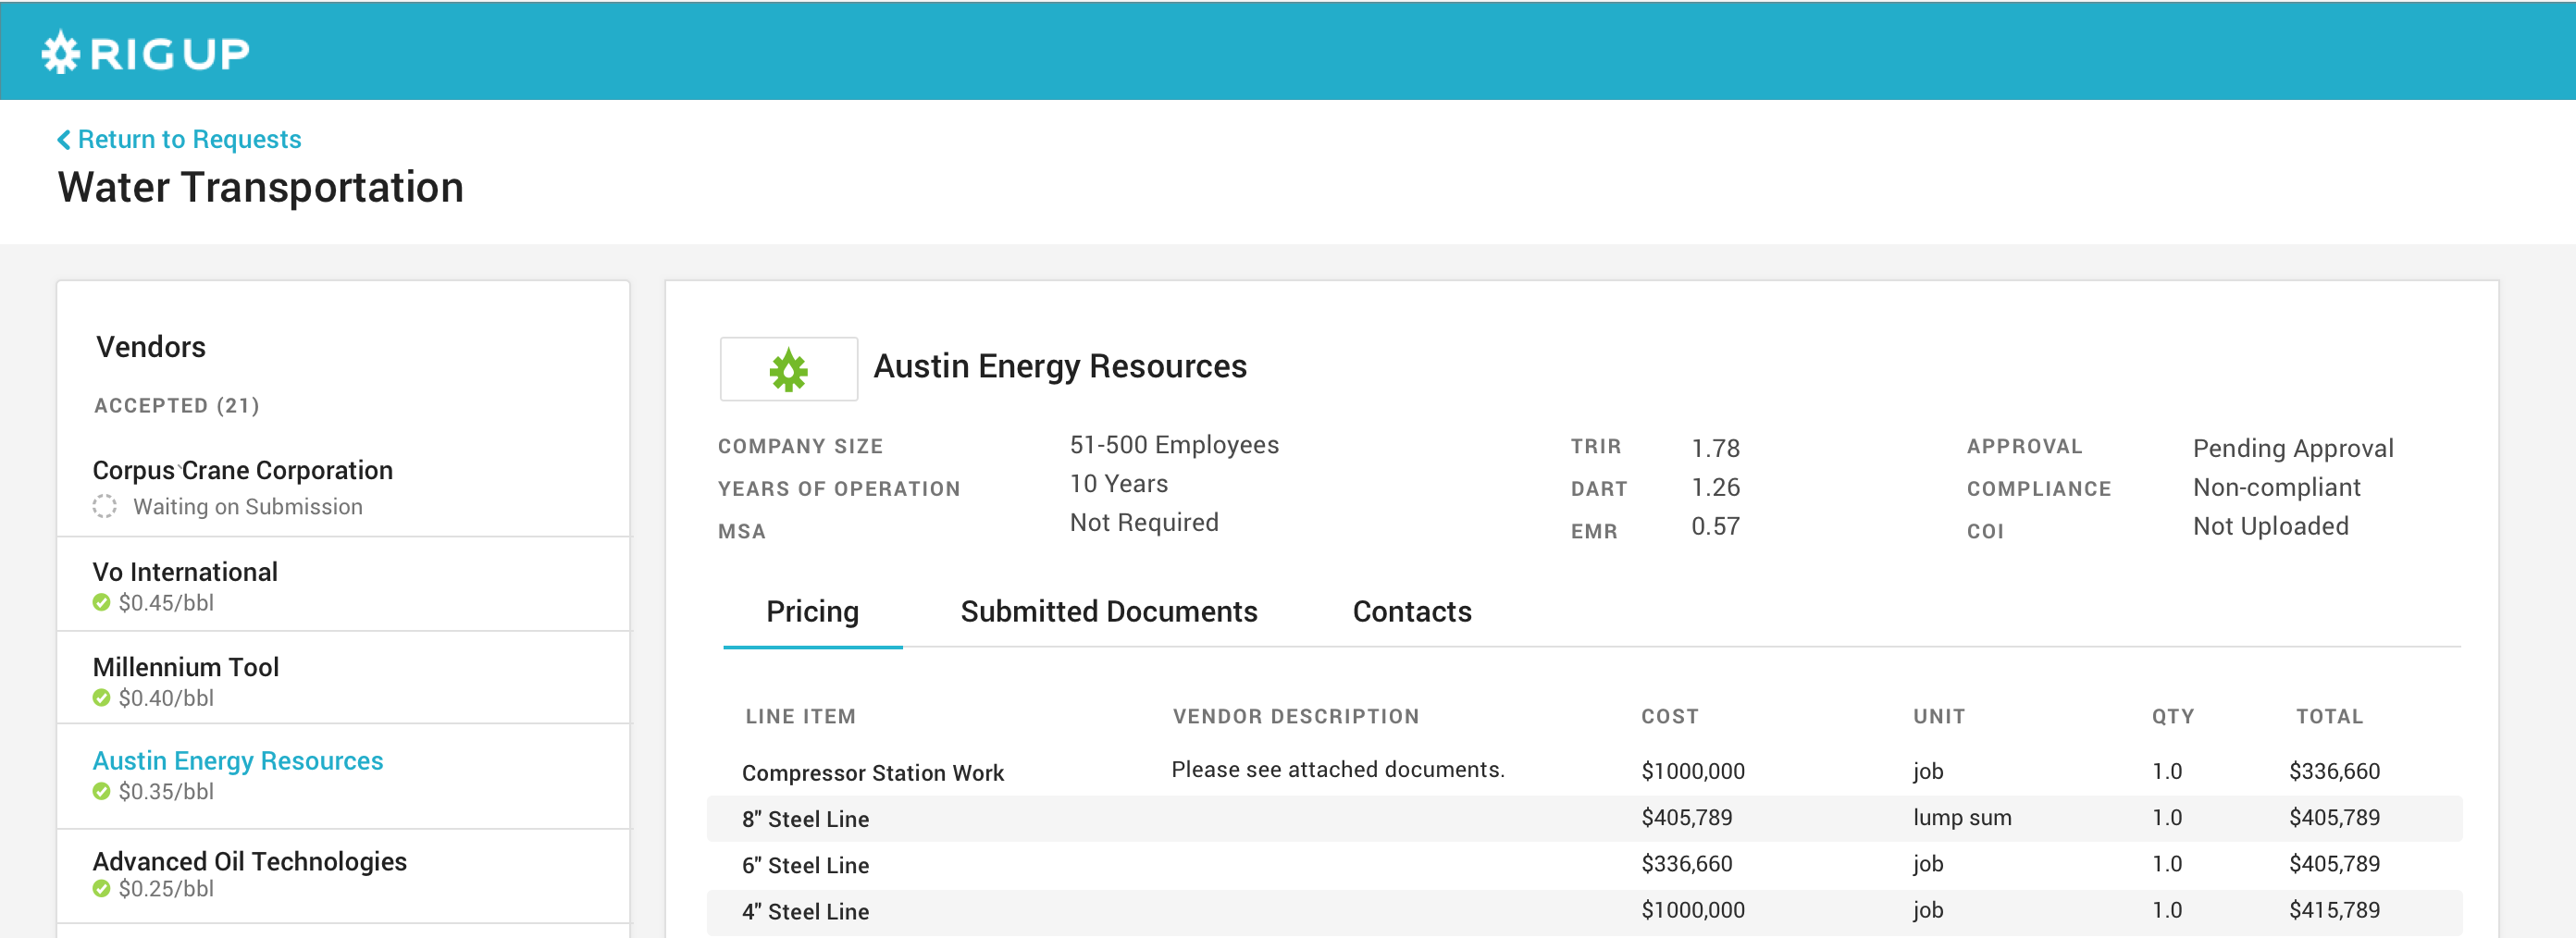 RIGUP
Return to Requests
Water Transportation
Vendors
ACCEPTED (21)
Corpus Crane Corporation
Waiting on Submission
Vo International
$0.45/bbl
Millennium Tool
$0.40/bbl
Austin Energy Resources
$0.35/bbl
Advanced Oil Technologies
$0.25/bbl
Austin Energy Resources
COMPANY SIZE 51-500 Employees
YEARS OF OPERATION 10 Years
MSA Not Required
TRIR 1.78
DART 1.26
EMR 0.57
APPROVAL Pending Approval
COMPLIANCE Non-compliant
COI Not Uploaded
Pricing Submitted Documents Contacts
LINE ITEM VENDOR DESCRIPTION COST UNIT QTY TOTAL
Compressor Station Work Please see attached documents. $1000,000 job 1.0 $336,660
8" Steel Line $405,789 lump sum 1.0 $405,789
6" Steel Line $336,660 job 1.0 $405,789
4" Steel Line $1000,000 job 1.0 $415,789